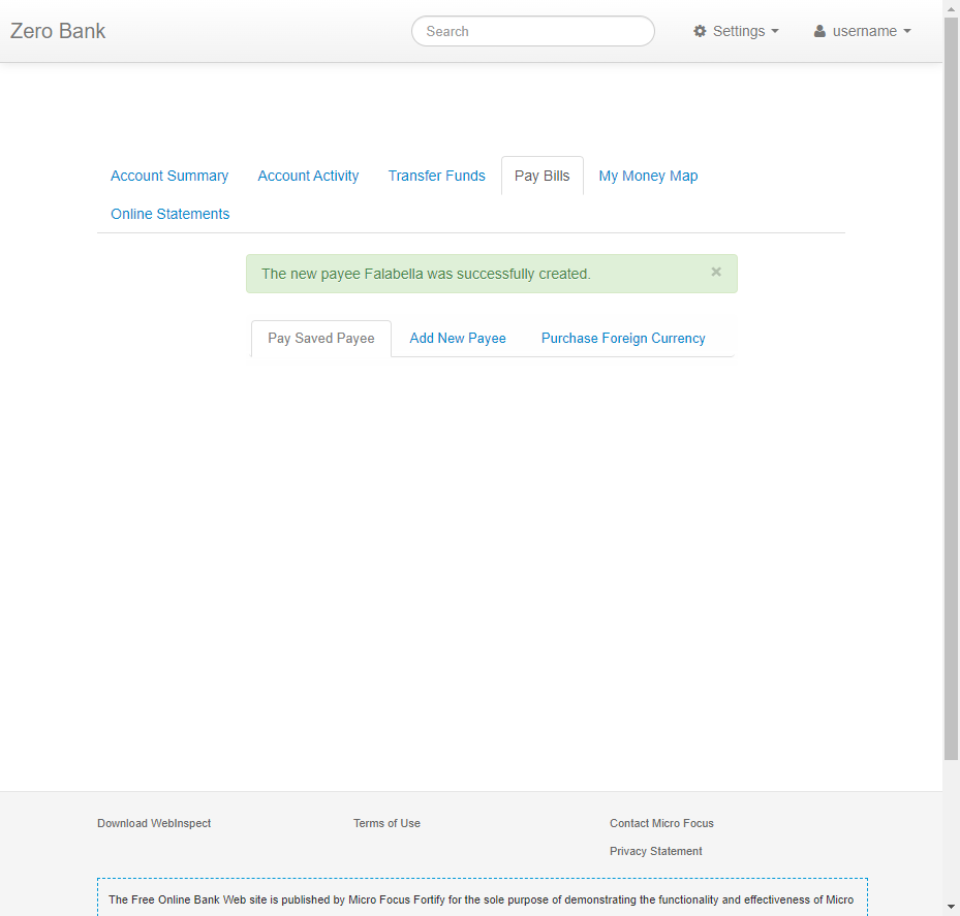 Zero Bank
Search
Settings
username
Account Summary
Account Activity
Transfer Funds
Pay Bills
My Money Map
Online Statements
The new payee Falabella was successfully created.
×
Pay Saved Payee
Add New Payee
Purchase Foreign Currency
Download WebInspect
Terms of Use
Contact Micro Focus
Privacy Statement
The Free Online Bank Web site is published by Micro Focus Fortify for the sole purpose of demonstrating the functionality and effectiveness of Micro